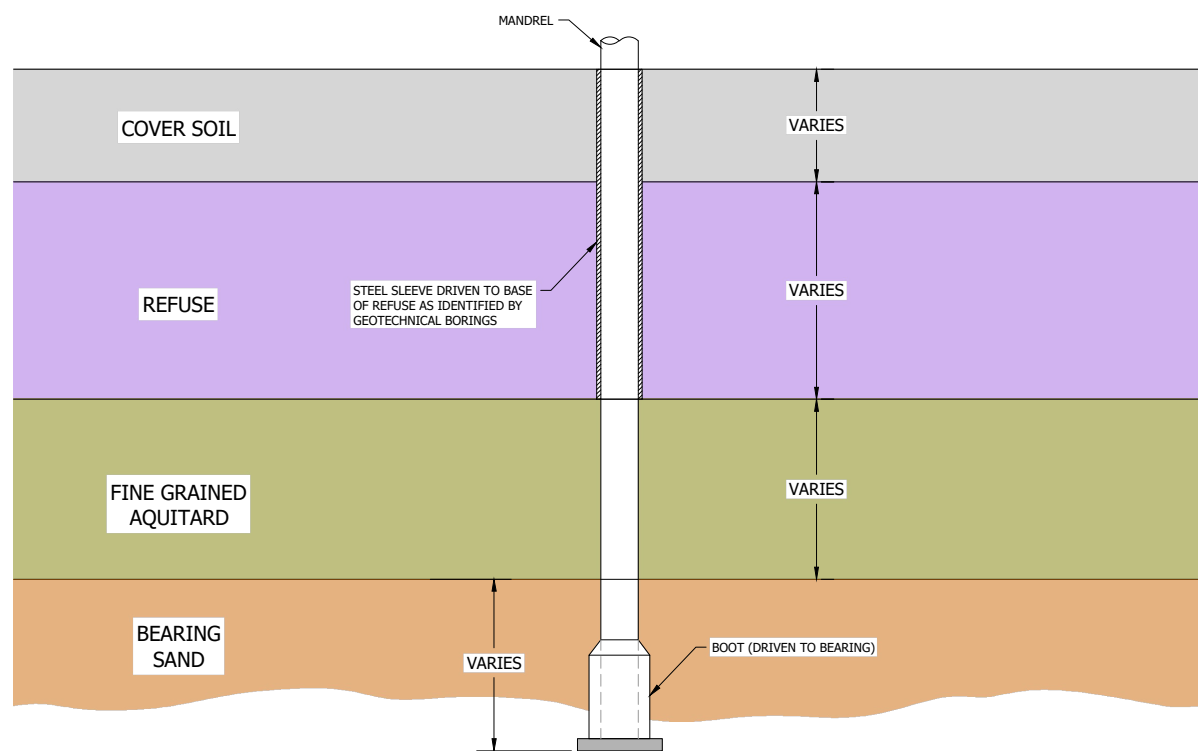 MANDREL
COVER SOIL
VARIES
REFUSE
STEEL SLEEVE DRIVEN TO BASE
OF REFUSE AS IDENTIFIED BY
GEOTECHNICAL BORINGS
VARIES
FINE GRAINED
AQUITARD
VARIES
BEARING
SAND
VARIES
BOOT (DRIVEN TO BEARING)